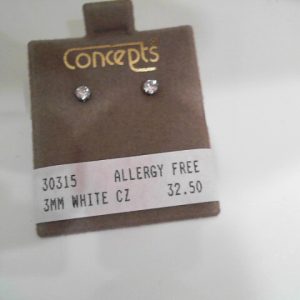 Concepts
30315 ALLERGY FREE
3MM WHITE CZ 32.50